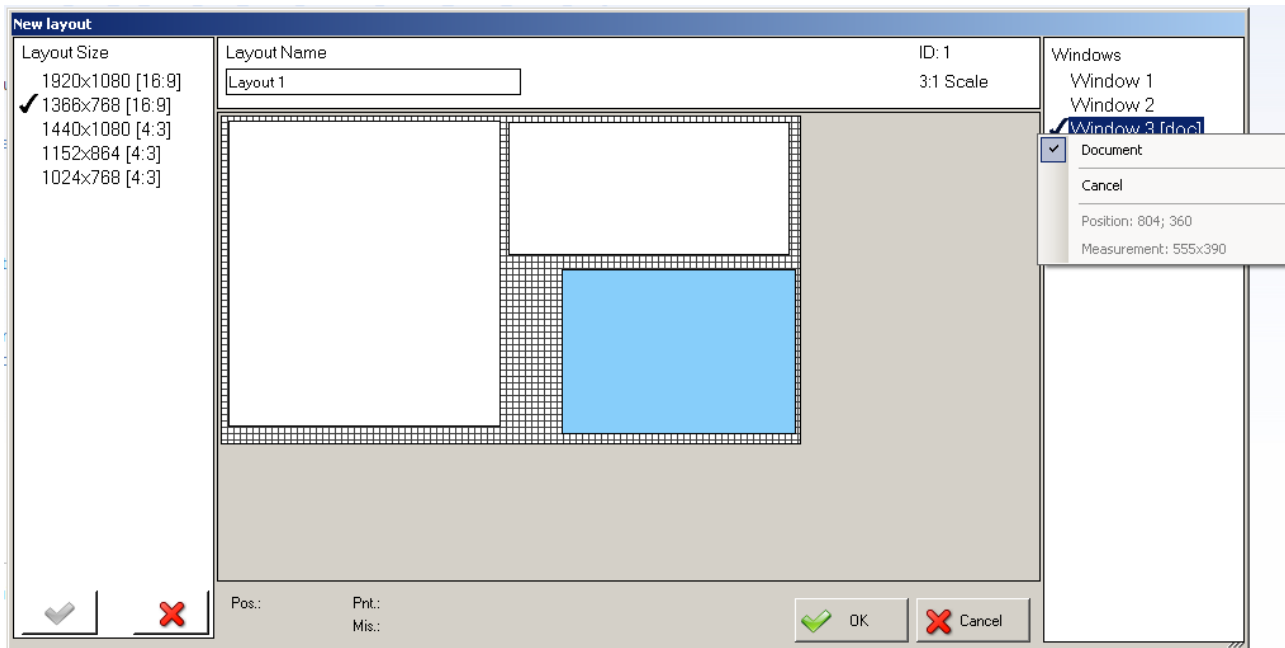 New layout
Layout Size
1920x1080 [16:9]
1366x768 [16:9]
1440x1080 [4:3]
1152x864 [4:3]
1024x768 [4:3]
Layout Name
Layout 1
ID: 1
3:1 Scale
Windows
Window 1
Window 2
Window 3 [doc]
Document
Cancel
Position: 804; 360
Measurement: 555x390
Pos.:
Pnt.:
Mis.:
OK
Cancel